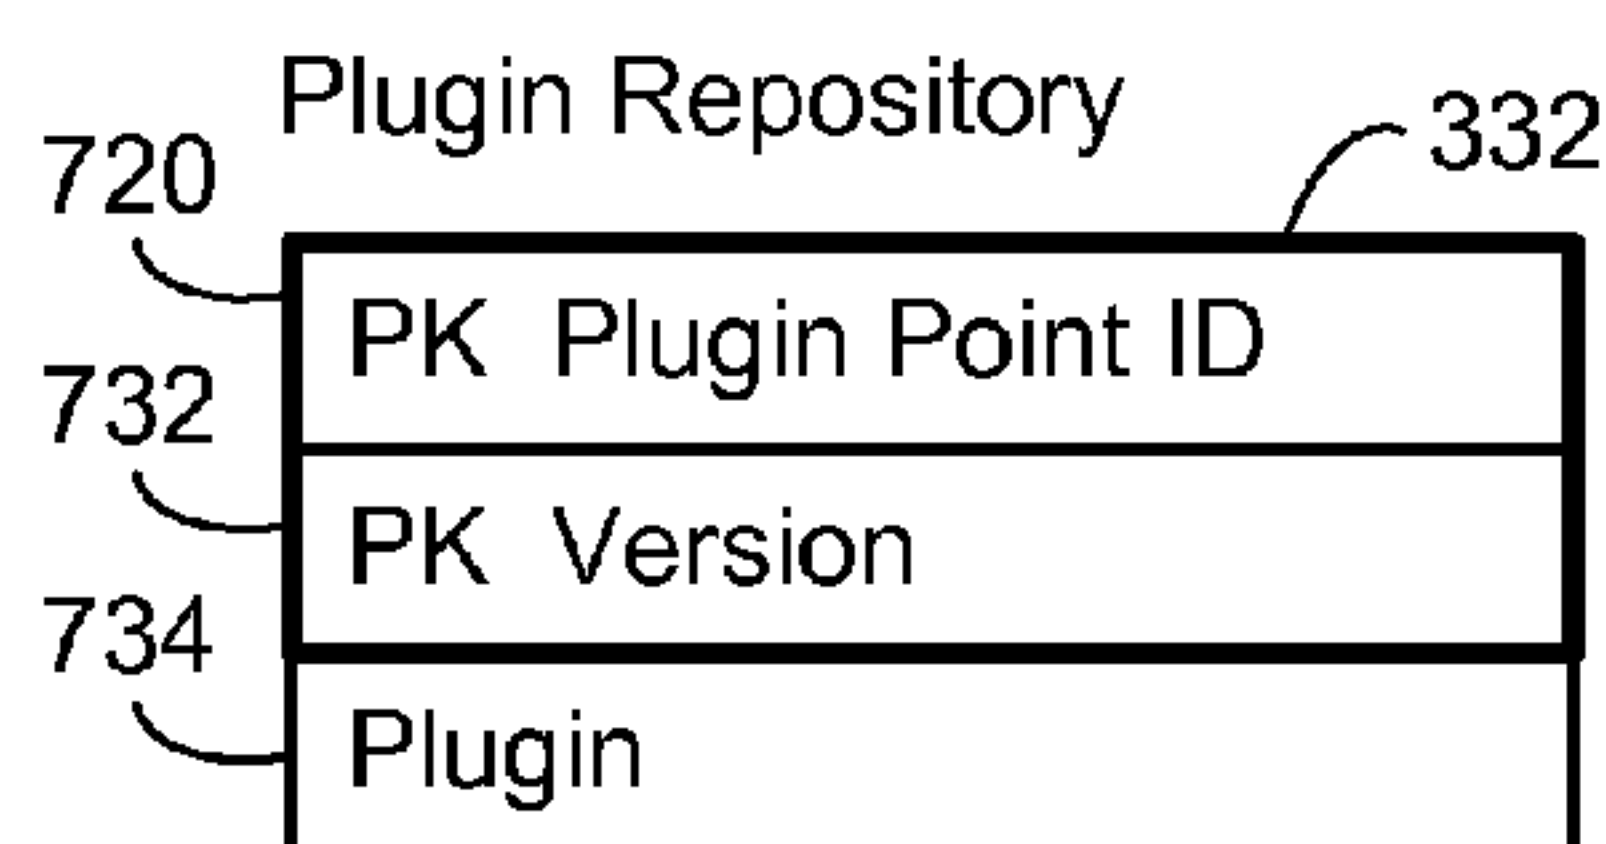 Plugin Repository
332
720
PK Plugin Point ID
732
PK Version
734
Plugin